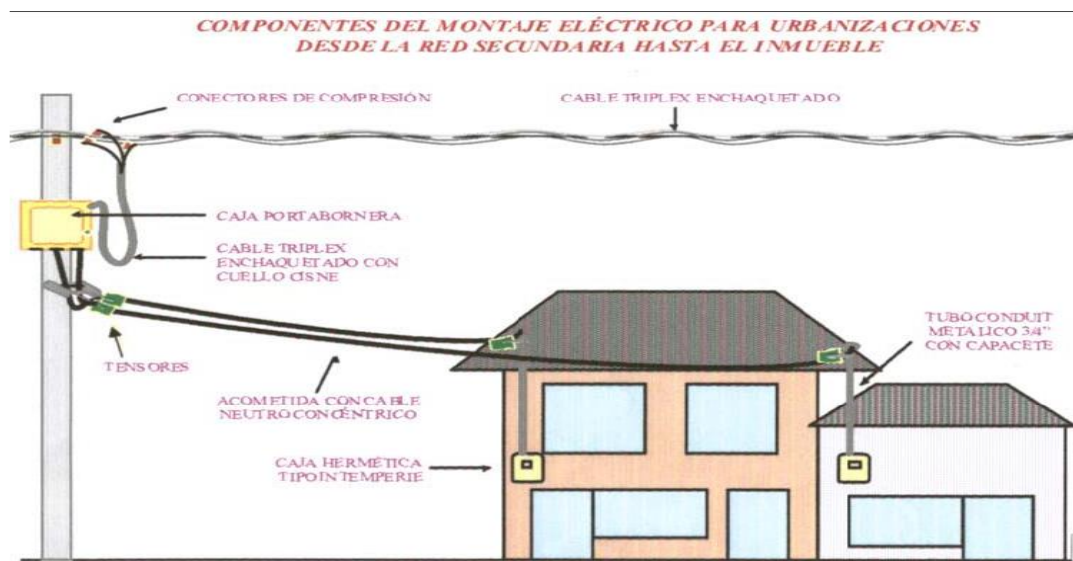 COMPONENTES DEL MONTAJE ELÉCTRICO PARA URBANIZACIONES
DESDE LA RED SECUNDARIA HASTA EL INMUEBLE
CONECTORES DE COMPRESIÓN
CABLE TRIPLEX ENCHAQUETADO
CAJA PORTABORNERA
CABLE TRIPLEX
ENCHAQUETADO CON
CUELLO CISNE
TENSORES
TUBO CONDUIT
METALICO 3/4"
CON CAPACETE
ACOMETIDA CON CABLE
NEUTRO CONCÉNTRICO
CAJA HERMÉTICA
TIPO INTEMPERIE